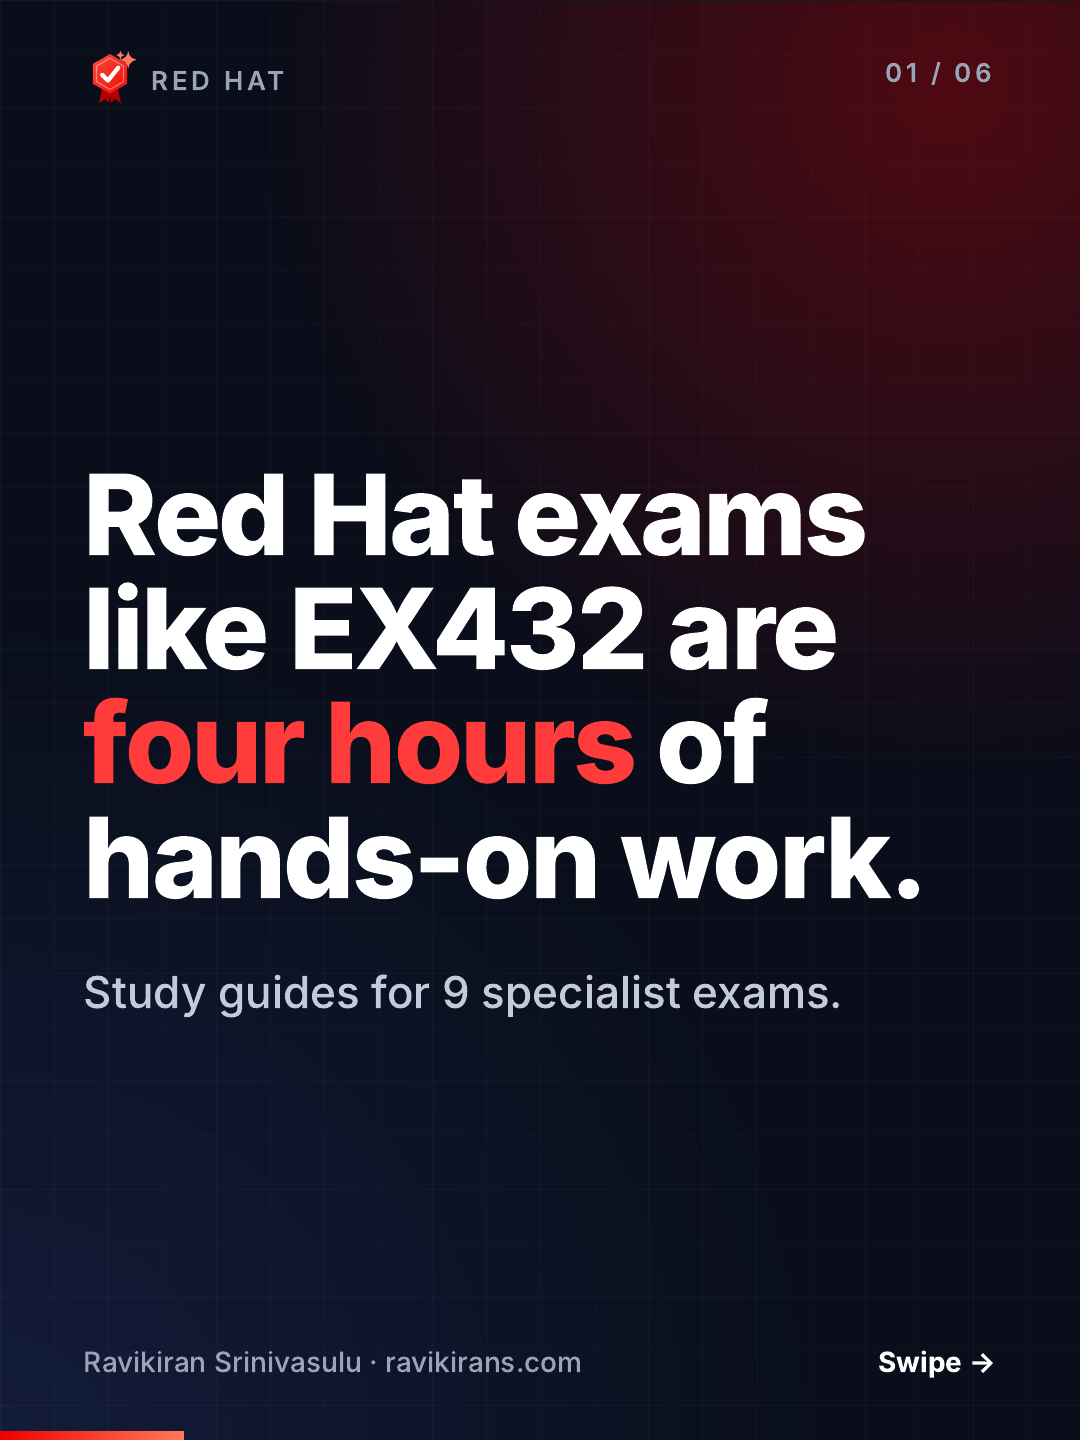 RED HAT
01 / 06
Red Hat exams
like EX432 are
four hours of
hands-on work.
Study guides for 9 specialist exams.
Ravikiran Srinivasulu · ravikirans.com
Swipe →